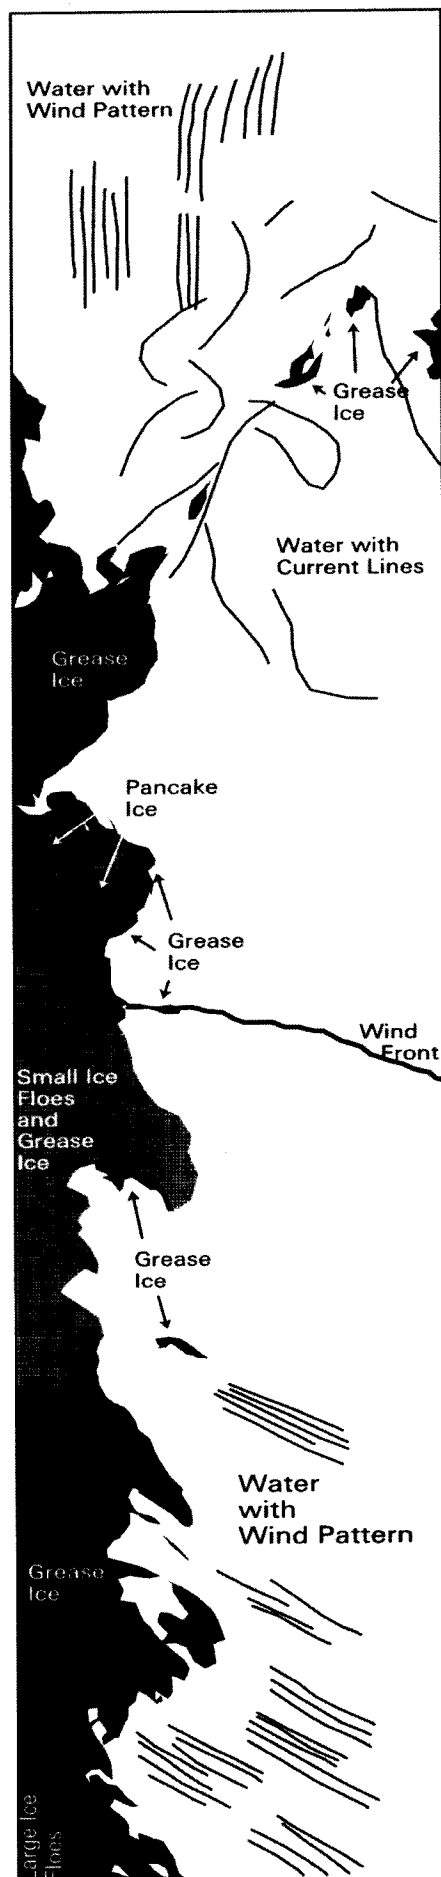 Water with
Wind Pattern
Grease
Ice
Water with
Current Lines
Grease
Ice
Pancake
Ice
Grease
Ice
Wind
Front
Small Ice
Floes
and
Grease
Ice
Grease
Ice
Water
with
Wind Pattern
Grease
Ice
Large Ice
Floes